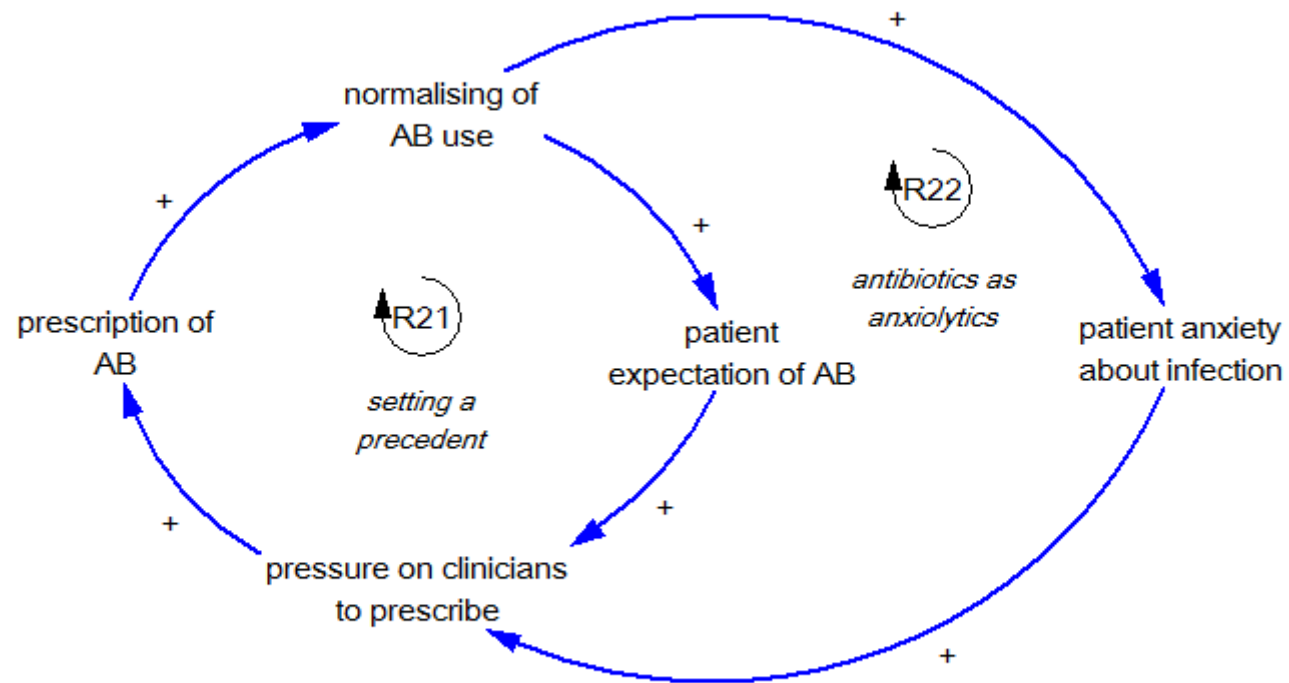 +
normalising of
AB use
R22
+
+
antibiotics as
anxiolytics
R21
prescription of
AB
patient
expectation of AB
patient anxiety
about infection
setting a
precedent
+
+
pressure on clinicians
to prescribe
+